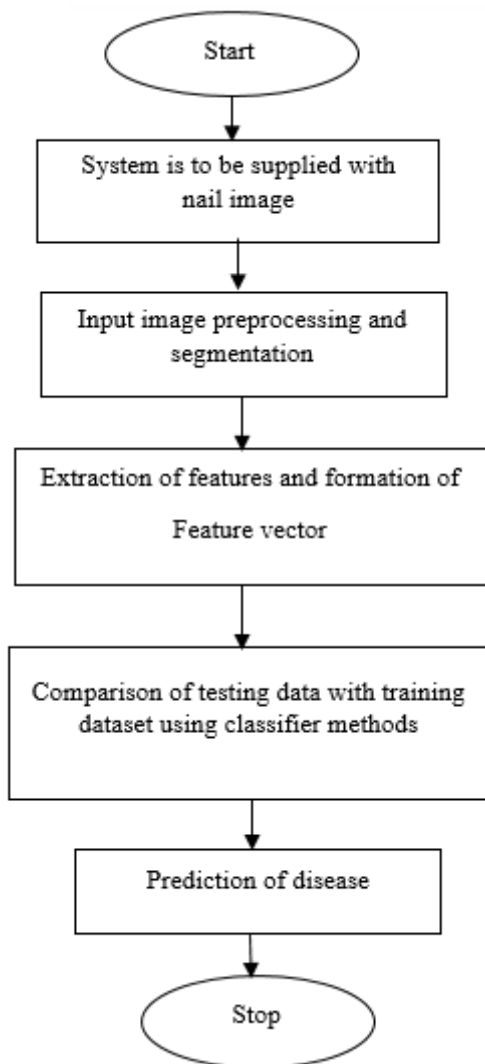 Start
System is to be supplied with
nail image
Input image preprocessing and
segmentation
Extraction of features and formation of
Feature vector
Comparison of testing data with training
dataset using classifier methods
Prediction of disease
Stop